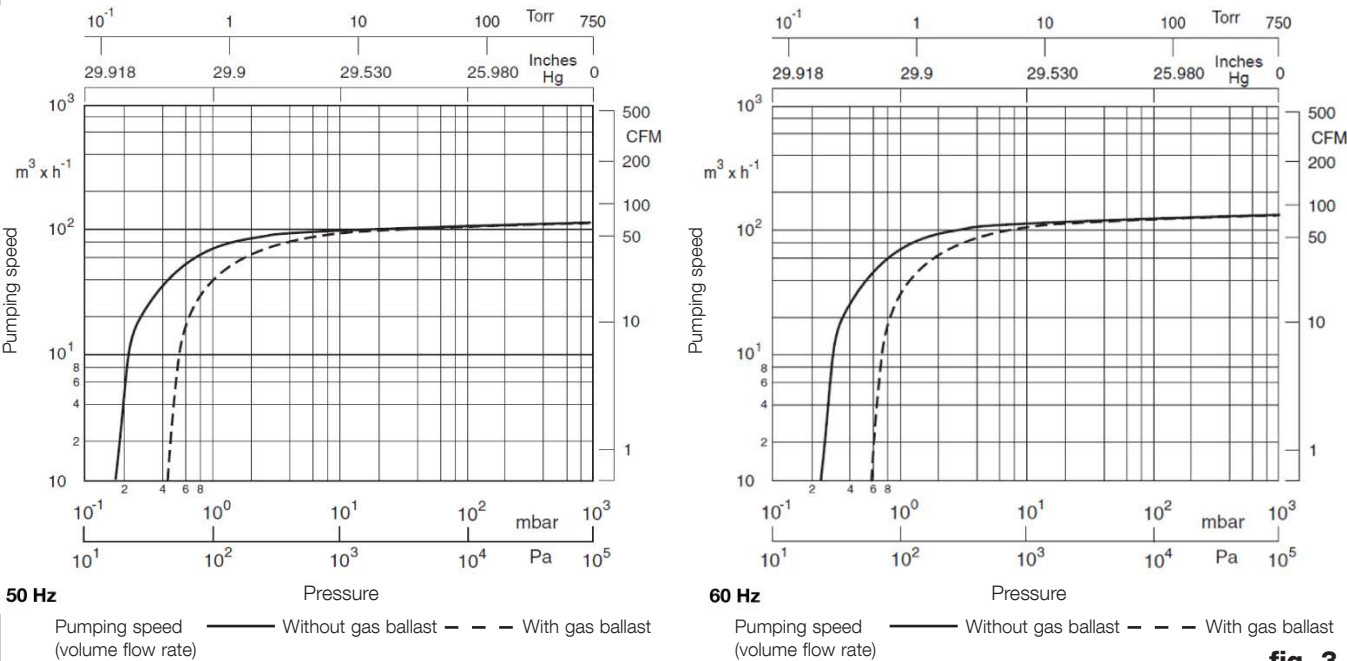 10⁻¹ 1 10 100 Torr 750
29.918 29.9 29.530 25.980 Inches Hg 0
10³
500
CFM
m³ x h⁻¹
200
100
10²
50
Pumping speed
10
10¹
8
6
4
2
1
10
2 4 6 8
10⁻¹ 10⁰ 10¹ 10² mbar 10³
10¹ 10² 10³ 10⁴ Pa 10⁵
50 Hz Pressure
Pumping speed Without gas ballast With gas ballast
(volume flow rate)
10⁻¹ 1 10 100 Torr 750
29.918 29.9 29.530 25.980 Inches Hg 0
10³
500
CFM
m³ x h⁻¹
200
100
10²
50
Pumping speed
10
10¹
8
6
4
2
1
10
2 4 6 8
10⁻¹ 10⁰ 10¹ 10² mbar 10³
10¹ 10² 10³ 10⁴ Pa 10⁵
60 Hz Pressure
Pumping speed Without gas ballast With gas ballast
(volume flow rate)
fig. 3